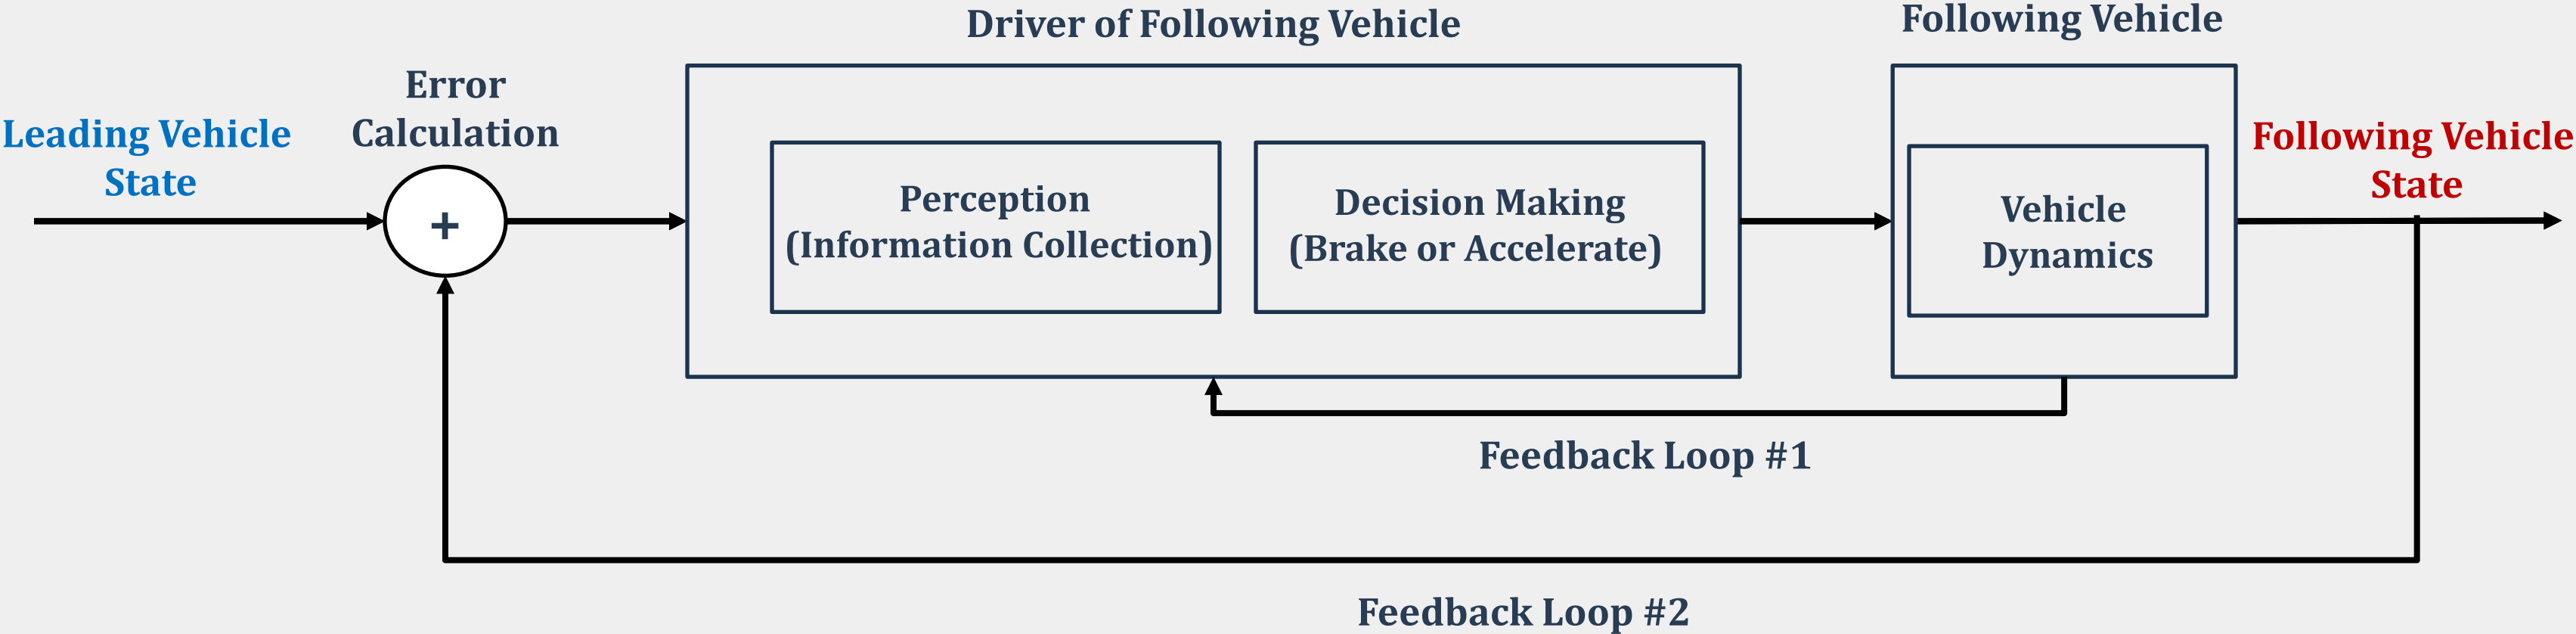 Driver of Following Vehicle
Following Vehicle
Error
Calculation
Leading Vehicle
State
+
Perception
(Information Collection)
Decision Making
(Brake or Accelerate)
Vehicle
Dynamics
Following Vehicle
State
Feedback Loop #1
Feedback Loop #2